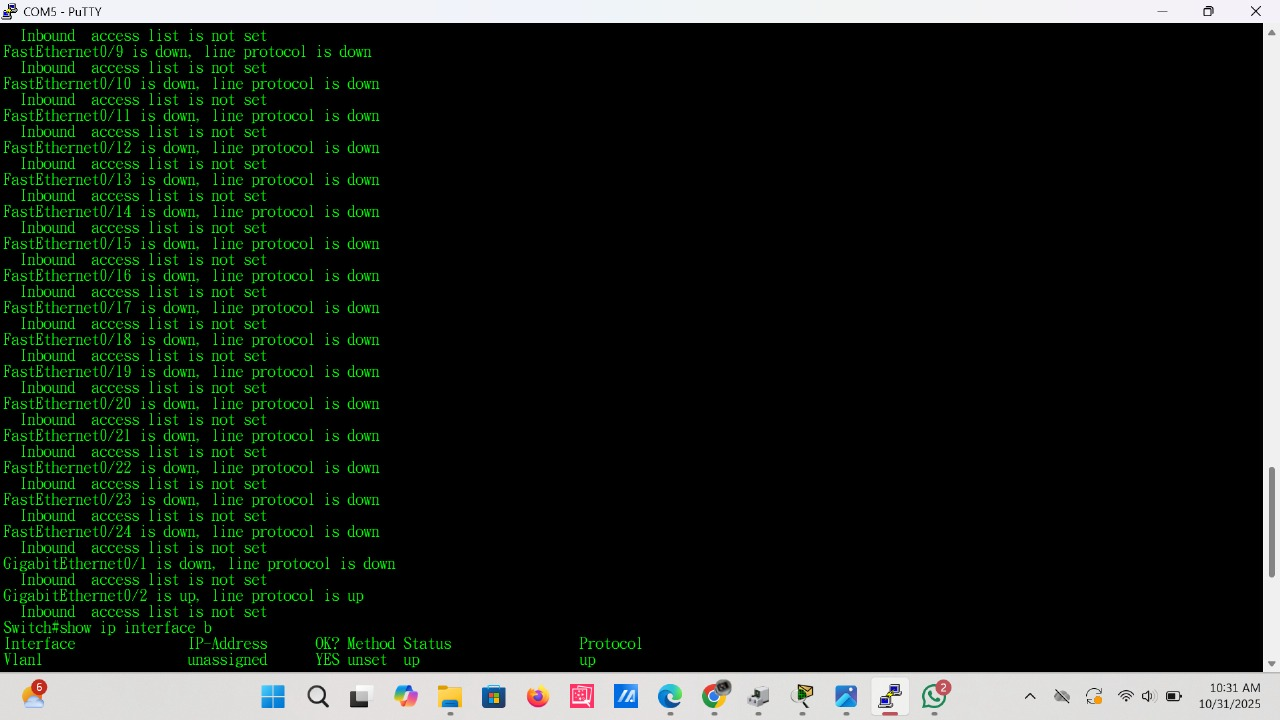 COM5 - PuTTY
Inbound  access list is not set
FastEthernet0/9 is down, line protocol is down
Inbound  access list is not set
FastEthernet0/10 is down, line protocol is down
Inbound  access list is not set
FastEthernet0/11 is down, line protocol is down
Inbound  access list is not set
FastEthernet0/12 is down, line protocol is down
Inbound  access list is not set
FastEthernet0/13 is down, line protocol is down
Inbound  access list is not set
FastEthernet0/14 is down, line protocol is down
Inbound  access list is not set
FastEthernet0/15 is down, line protocol is down
Inbound  access list is not set
FastEthernet0/16 is down, line protocol is down
Inbound  access list is not set
FastEthernet0/17 is down, line protocol is down
Inbound  access list is not set
FastEthernet0/18 is down, line protocol is down
Inbound  access list is not set
FastEthernet0/19 is down, line protocol is down
Inbound  access list is not set
FastEthernet0/20 is down, line protocol is down
Inbound  access list is not set
FastEthernet0/21 is down, line protocol is down
Inbound  access list is not set
FastEthernet0/22 is down, line protocol is down
Inbound  access list is not set
FastEthernet0/23 is down, line protocol is down
Inbound  access list is not set
FastEthernet0/24 is down, line protocol is down
Inbound  access list is not set
GigabitEthernet0/1 is down, line protocol is down
Inbound  access list is not set
GigabitEthernet0/2 is up, line protocol is up
Inbound  access list is not set
Switch#show ip interface b
Interface IP-Address OK? Method Status Protocol
Vlan1 unassigned YES unset up up
6
2
10:31 AM
10/31/2025